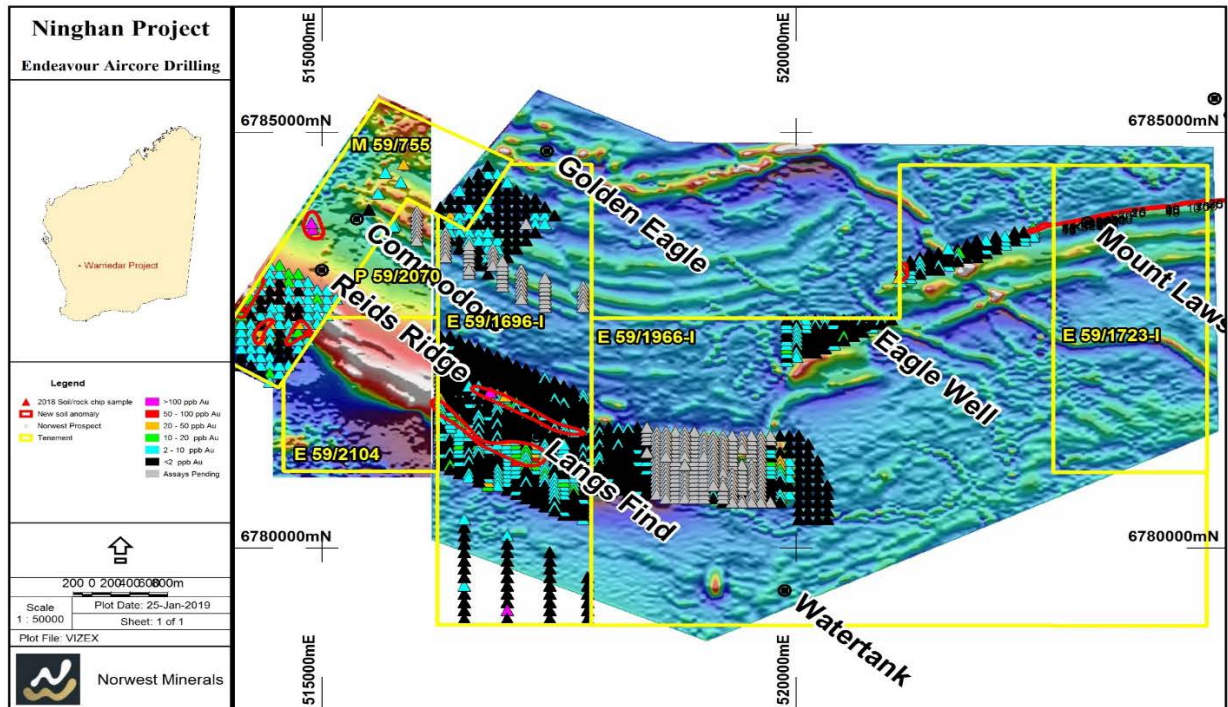 Ninghan Project
Endeavour Aircore Drilling
Warriedar Project
Legend
2018 Soil/rock chip sample
New soil anomaly
Norwest Prospect
Tenement
>100 ppb Au
50 - 100 ppb Au
20 - 50 ppb Au
10 - 20 ppb Au
2 - 10 ppb Au
<2 ppb Au
Assays Pending
200 0 200400600800m
Scale
1 : 50000
Plot Date: 25-Jan-2019
Sheet: 1 of 1
Plot File: VIZEX
Norwest Minerals
515000mE
520000mE
6785000mN
6785000mN
M 59/755
Golden Eagle
Commodore
P 59/2070
Reids Ridge
E 59/1696-I
E 59/1966-I
Mount Laws
E 59/1723-I
Eagle Well
E 59/2104
Langs Find
6780000mN
6780000mN
Watertank
515000mE
520000mE